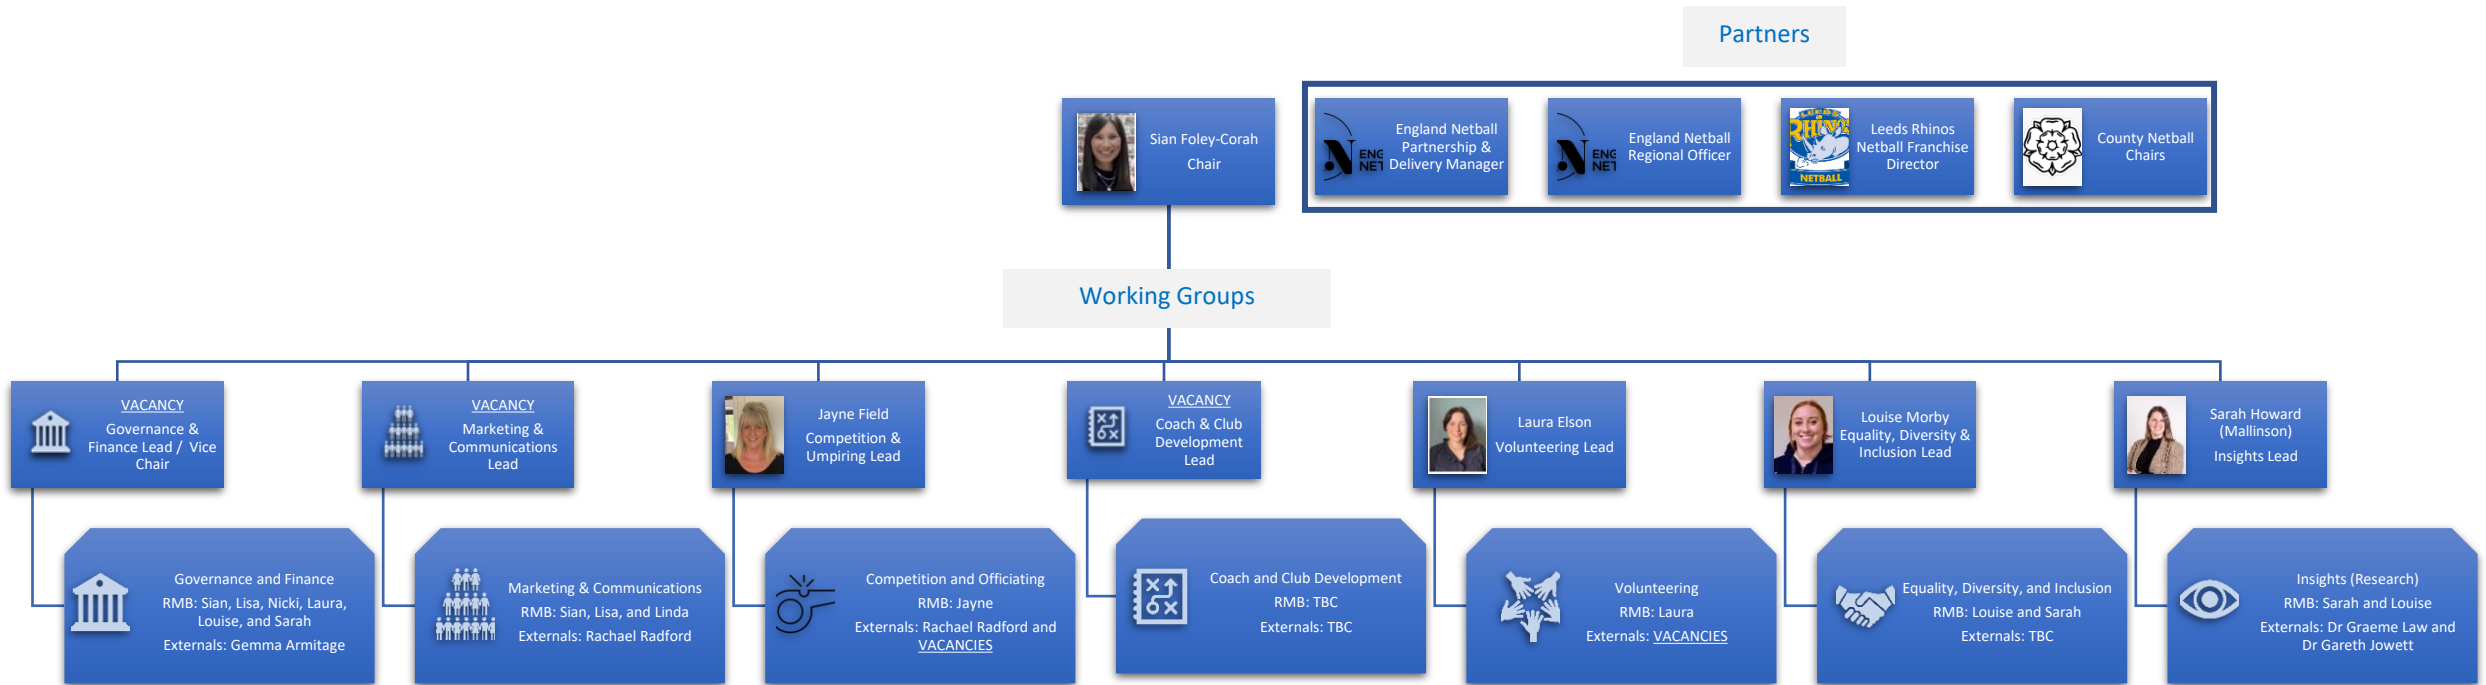 Partners
Sian Foley-Corah
Chair
England Netball
Partnership &
Delivery Manager
England Netball
Regional Officer
Leeds Rhinos
Netball Franchise
Director
County Netball
Chairs
ENG
NET
ENG
NET
RHINO
NETBALL
Working Groups
VACANCY
Governance &
Finance Lead / Vice
Chair
VACANCY
Marketing &
Communications
Lead
Jayne Field
Competition &
Umpiring Lead
VACANCY
Coach & Club
Development
Lead
Laura Elson
Volunteering Lead
Louise Morby
Equality, Diversity &
Inclusion Lead
Sarah Howard
(Mallinson)
Insights Lead
Governance and Finance
RMB: Sian, Lisa, Nicki, Laura,
Louise, and Sarah
Externals: Gemma Armitage
Marketing & Communications
RMB: Sian, Lisa, and Linda
Externals: Rachael Radford
Competition and Officiating
RMB: Jayne
Externals: Rachael Radford and
VACANCIES
Coach and Club Development
RMB: TBC
Externals: TBC
Volunteering
RMB: Laura
Externals: VACANCIES
Equality, Diversity, and Inclusion
RMB: Louise and Sarah
Externals: TBC
Insights (Research)
RMB: Sarah and Louise
Externals: Dr Graeme Law and
Dr Gareth Jowett